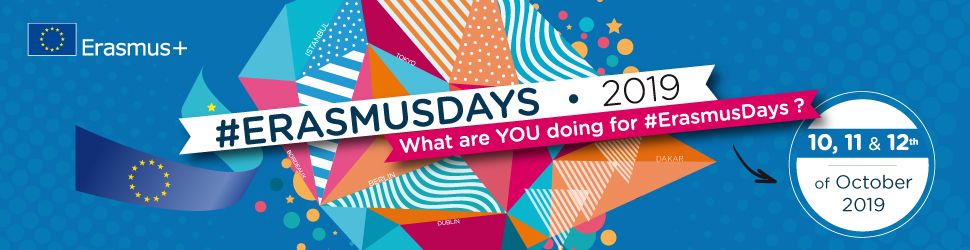 Erasmus+
ISTANBUL
TOKYO
#ERASMUSDAYS • 2019
What are YOU doing for #ErasmusDays ?
BORDEAUX
BERLIN
DAKAR
DUBLIN
10, 11 & 12th
of October
2019